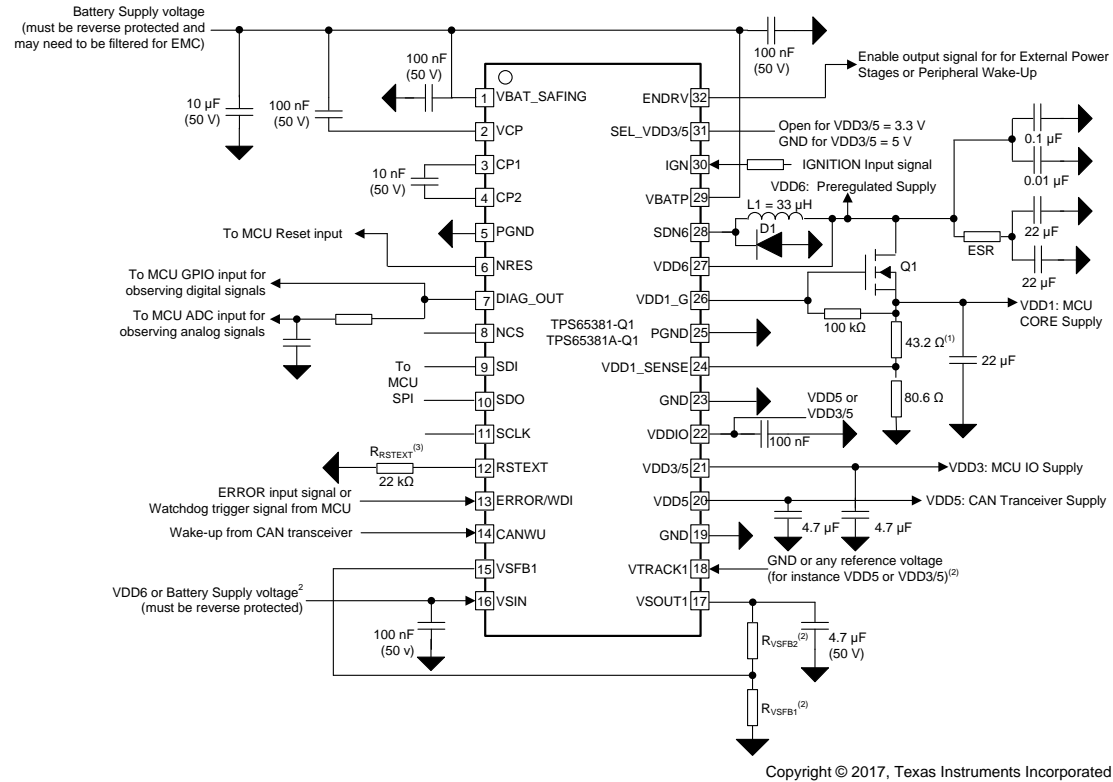 Battery Supply voltage
(must be reverse protected and
may need to be filtered for EMC)
10 µF
(50 V)
100 nF
(50 V)
100 nF
(50 V)
100 nF
(50 V)
10 nF
(50 V)
To MCU Reset input
To MCU GPIO input for
observing digital signals
To MCU ADC input for
observing analog signals
To
MCU
SPI
R_RSTEXT(3)
22 kΩ
ERROR input signal or
Watchdog trigger signal from MCU
Wake-up from CAN transceiver
VDD6 or Battery Supply voltage2
(must be reverse protected)
100 nF
(50 v)
1 VBAT_SAFING
2 VCP
3 CP1
4 CP2
5 PGND
6 NRES
7 DIAG_OUT
8 NCS
9 SDI
10 SDO
11 SCLK
12 RSTEXT
13 ERROR/WDI
14 CANWU
15 VSFB1
16 VSIN
TPS65381-Q1
TPS65381A-Q1
ENDRV 32
SEL_VDD3/5 31
IGN 30
VBATP 29
SDN6 28
VDD6 27
VDD1_G 26
PGND 25
VDD1_SENSE 24
GND 23
VDDIO 22
VDD3/5 21
VDD5 20
GND 19
VTRACK1 18
VSOUT1 17
Enable output signal for for External Power
Stages or Peripheral Wake-Up
Open for VDD3/5 = 3.3 V
GND for VDD3/5 = 5 V
IGNITION Input signal
VDD6: Preregulated Supply
L1 = 33 µH
D1
0.1 µF
0.01 µF
22 µF
ESR
22 µF
Q1
100 kΩ
VDD1: MCU
CORE Supply
43.2 Ω(1)
22 µF
80.6 Ω
VDD5 or
VDD3/5
100 nF
VDD3: MCU IO Supply
VDD5: CAN Tranceiver Supply
4.7 µF
4.7 µF
GND or any reference voltage
(for instance VDD5 or VDD3/5)(2)
R_VSFB2(2)
4.7 µF
(50 V)
R_VSFB1(2)
Copyright © 2017, Texas Instruments Incorporated